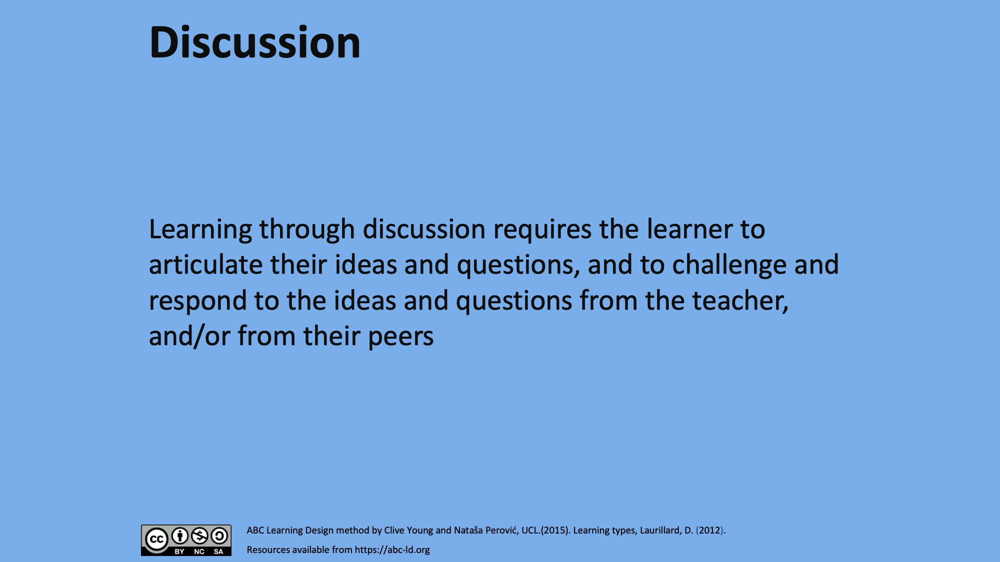 Discussion
Learning through discussion requires the learner to
articulate their ideas and questions, and to challenge and
respond to the ideas and questions from the teacher,
and/or from their peers
ABC Learning Design method by Clive Young and Nataša Perović, UCL.(2015). Learning types, Laurillard, D. (2012).
Resources available from https://abc-ld.org
cc BY NC SA